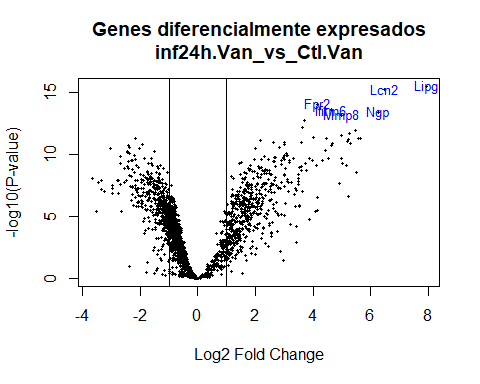 Genes diferencialmente expresados
inf24h.Van_vs_Ctl.Van
-log10(P-value)
15
10
5
0
Lipg
Lcn2
Fpr2
Ifitm6
Mmp8
Ngp
-4
-2
0
2
4
6
8
Log2 Fold Change